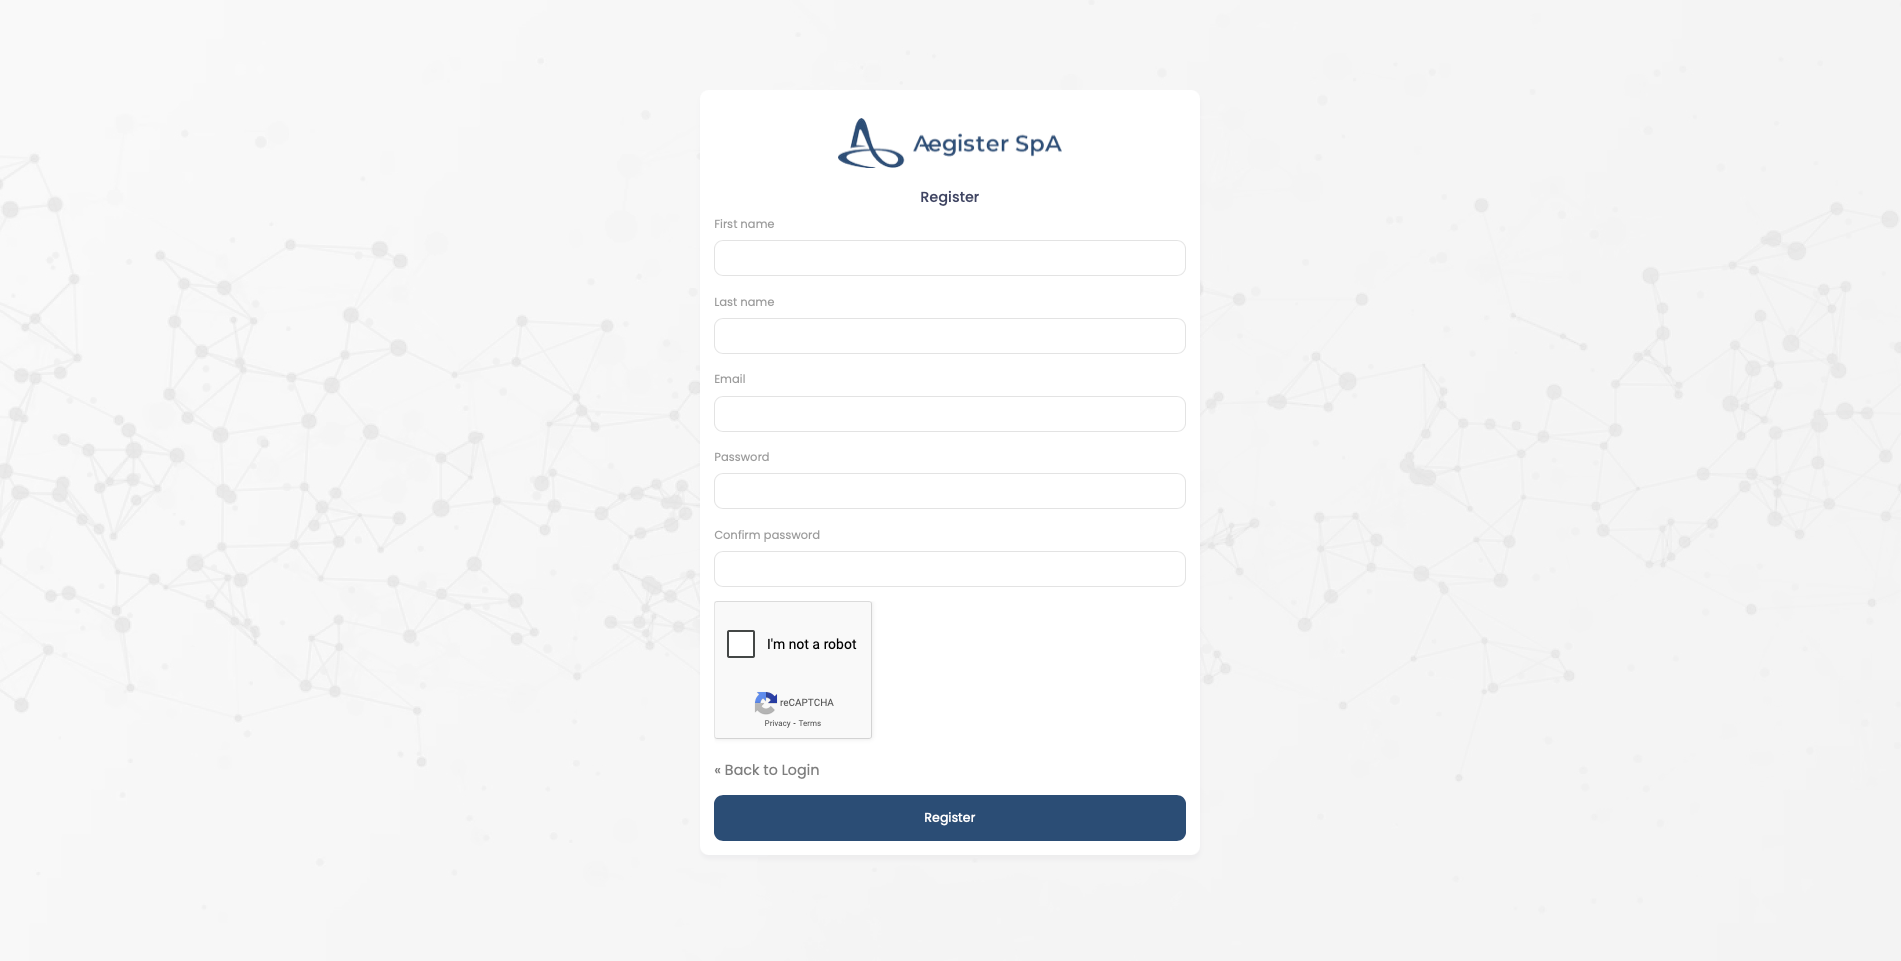 Aegister SpA
Register
First name
Last name
Email
Password
Confirm password
I'm not a robot
reCAPTCHA
Privacy - Terms
« Back to Login
Register